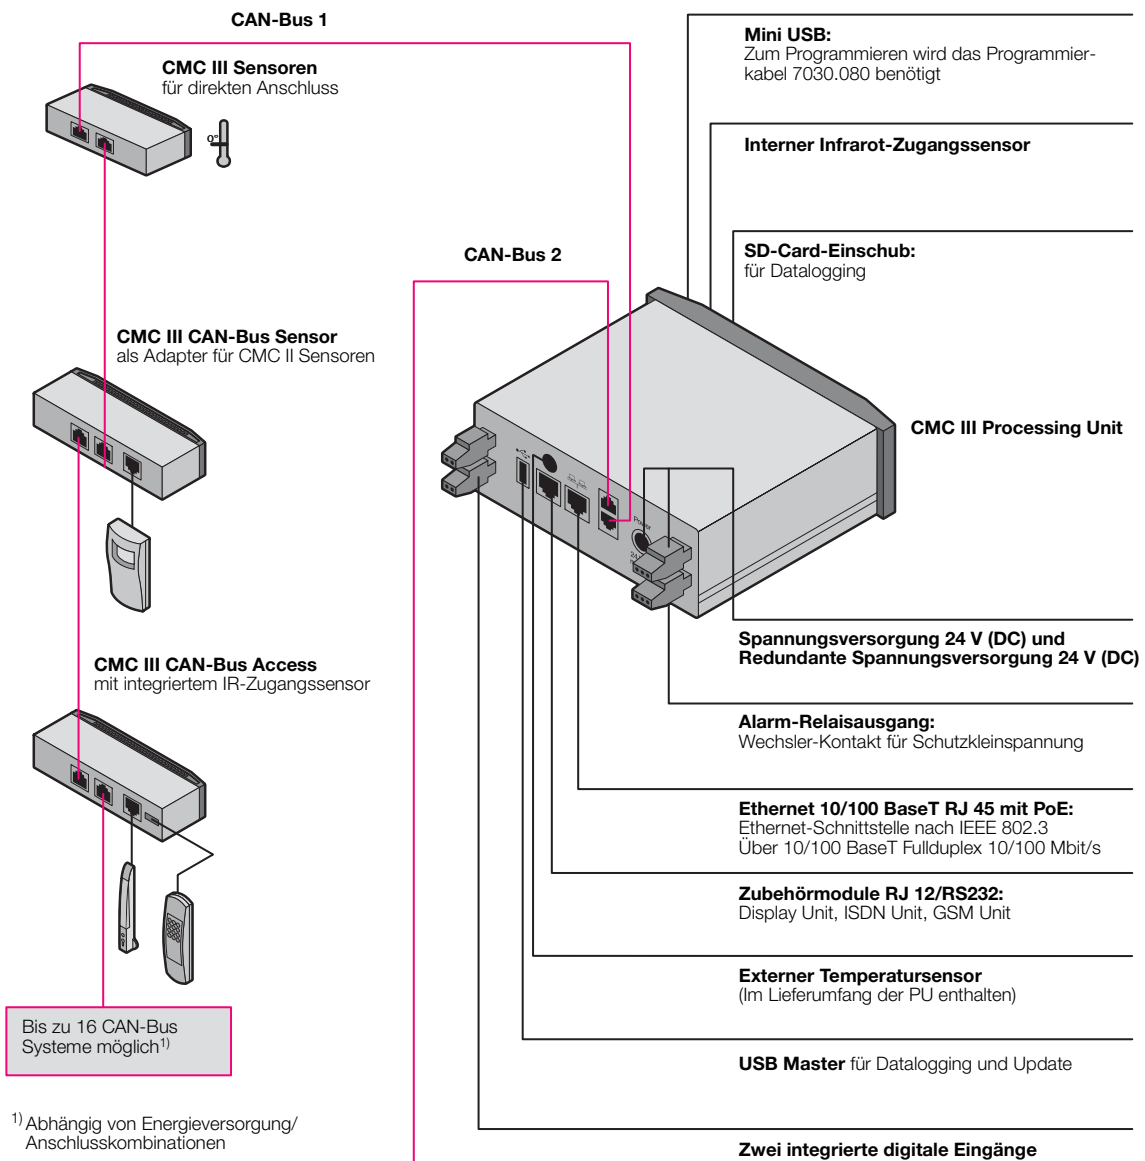 CAN-Bus 1
CMC III Sensoren
für direkten Anschluss
0°
CAN-Bus 2
CMC III CAN-Bus Sensor
als Adapter für CMC II Sensoren
CMC III CAN-Bus Access
mit integriertem IR-Zugangssensor
Bis zu 16 CAN-Bus
Systeme möglich1)
1) Abhängig von Energieversorgung/
Anschlusskombinationen
Mini USB:
Zum Programmieren wird das Programmier-
kabel 7030.080 benötigt
Interner Infrarot-Zugangssensor
SD-Card-Einschub:
für Datalogging
CMC III Processing Unit
Power
Spannungsversorgung 24 V (DC) und
Redundante Spannungsversorgung 24 V (DC)
Alarm-Relaisausgang:
Wechsler-Kontakt für Schutzkleinspannung
Ethernet 10/100 BaseT RJ 45 mit PoE:
Ethernet-Schnittstelle nach IEEE 802.3
Über 10/100 BaseT Fullduplex 10/100 Mbit/s
Zubehörmodule RJ 12/RS232:
Display Unit, ISDN Unit, GSM Unit
Externer Temperatursensor
(Im Lieferumfang der PU enthalten)
USB Master für Datalogging und Update
Zwei integrierte digitale Eingänge